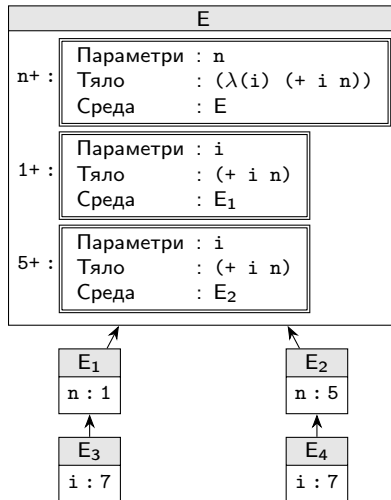 E
n+ : Параметри : n
Тяло : (λ(i) (+ i n))
Среда : E
1+ : Параметри : i
Тяло : (+ i n)
Среда : E₁
5+ : Параметри : i
Тяло : (+ i n)
Среда : E₂
E₁ E₂
n : 1 n : 5
E₃ E₄
i : 7 i : 7